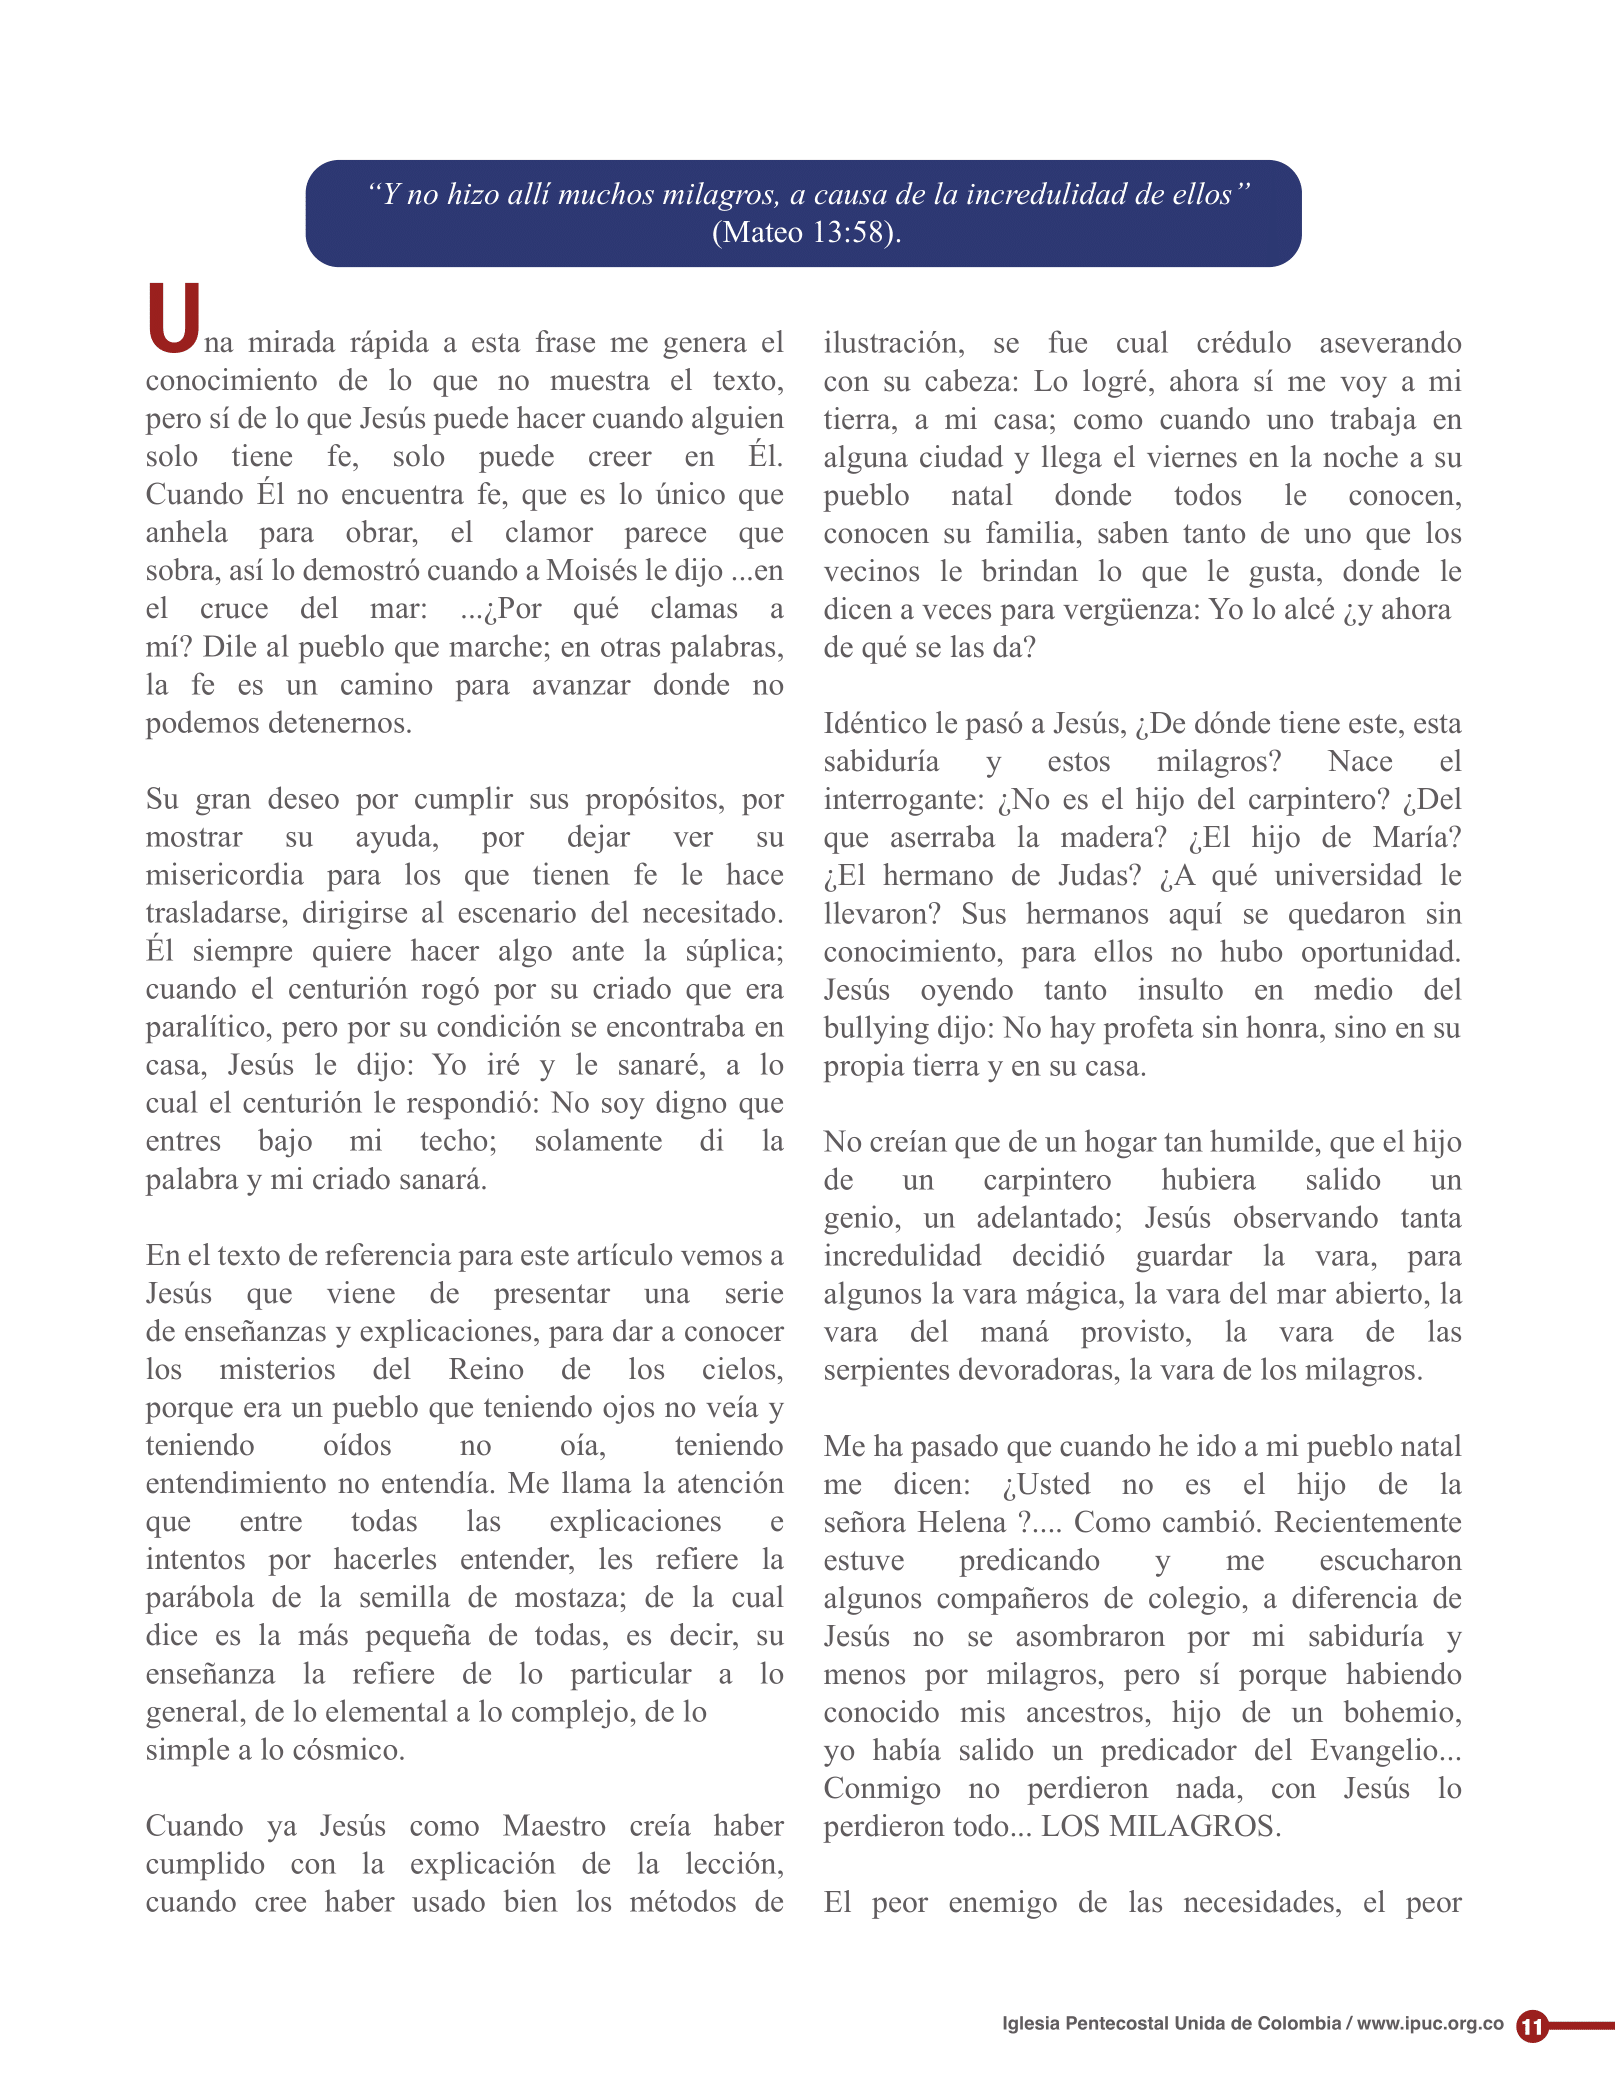 “Y no hizo allí muchos milagros, a causa de la incredulidad de ellos”
(Mateo 13:58).
Una mirada rápida a esta frase me genera el
conocimiento de lo que no muestra el texto,
pero sí de lo que Jesús puede hacer cuando alguien
solo tiene fe, solo puede creer en Él.
Cuando Él no encuentra fe, que es lo único que
anhela para obrar, el clamor parece que
sobra, así lo demostró cuando a Moisés le dijo ...en
el cruce del mar: ...¿Por qué clamas a
mí? Dile al pueblo que marche; en otras palabras,
la fe es un camino para avanzar donde no
podemos detenernos.
Su gran deseo por cumplir sus propósitos, por
mostrar su ayuda, por dejar ver su
misericordia para los que tienen fe le hace
trasladarse, dirigirse al escenario del necesitado.
Él siempre quiere hacer algo ante la súplica;
cuando el centurión rogó por su criado que era
paralítico, pero por su condición se encontraba en
casa, Jesús le dijo: Yo iré y le sanaré, a lo
cual el centurión le respondió: No soy digno que
entres bajo mi techo; solamente di la
palabra y mi criado sanará.
En el texto de referencia para este artículo vemos a
Jesús que viene de presentar una serie
de enseñanzas y explicaciones, para dar a conocer
los misterios del Reino de los cielos,
porque era un pueblo que teniendo ojos no veía y
teniendo oídos no oía, teniendo
entendimiento no entendía. Me llama la atención
que entre todas las explicaciones e
intentos por hacerles entender, les refiere la
parábola de la semilla de mostaza; de la cual
dice es la más pequeña de todas, es decir, su
enseñanza la refiere de lo particular a lo
general, de lo elemental a lo complejo, de lo
simple a lo cósmico.
Cuando ya Jesús como Maestro creía haber
cumplido con la explicación de la lección,
cuando cree haber usado bien los métodos de
ilustración, se fue cual crédulo aseverando
con su cabeza: Lo logré, ahora sí me voy a mi
tierra, a mi casa; como cuando uno trabaja en
alguna ciudad y llega el viernes en la noche a su
pueblo natal donde todos le conocen,
conocen su familia, saben tanto de uno que los
vecinos le brindan lo que le gusta, donde le
dicen a veces para vergüenza: Yo lo alcé ¿y ahora
de qué se las da?
Idéntico le pasó a Jesús, ¿De dónde tiene este, esta
sabiduría y estos milagros? Nace el
interrogante: ¿No es el hijo del carpintero? ¿Del
que aserraba la madera? ¿El hijo de María?
¿El hermano de Judas? ¿A qué universidad le
llevaron? Sus hermanos aquí se quedaron sin
conocimiento, para ellos no hubo oportunidad.
Jesús oyendo tanto insulto en medio del
bullying dijo: No hay profeta sin honra, sino en su
propia tierra y en su casa.
No creían que de un hogar tan humilde, que el hijo
de un carpintero hubiera salido un
genio, un adelantado; Jesús observando tanta
incredulidad decidió guardar la vara, para
algunos la vara mágica, la vara del mar abierto, la
vara del maná provisto, la vara de las
serpientes devoradoras, la vara de los milagros.
Me ha pasado que cuando he ido a mi pueblo natal
me dicen: ¿Usted no es el hijo de la
señora Helena ?.... Como cambió. Recientemente
estuve predicando y me escucharon
algunos compañeros de colegio, a diferencia de
Jesús no se asombraron por mi sabiduría y
menos por milagros, pero sí porque habiendo
conocido mis ancestros, hijo de un bohemio,
yo había salido un predicador del Evangelio...
Conmigo no perdieron nada, con Jesús lo
perdieron todo... LOS MILAGROS.
El peor enemigo de las necesidades, el peor
Iglesia Pentecostal Unida de Colombia / www.ipuc.org.co 11